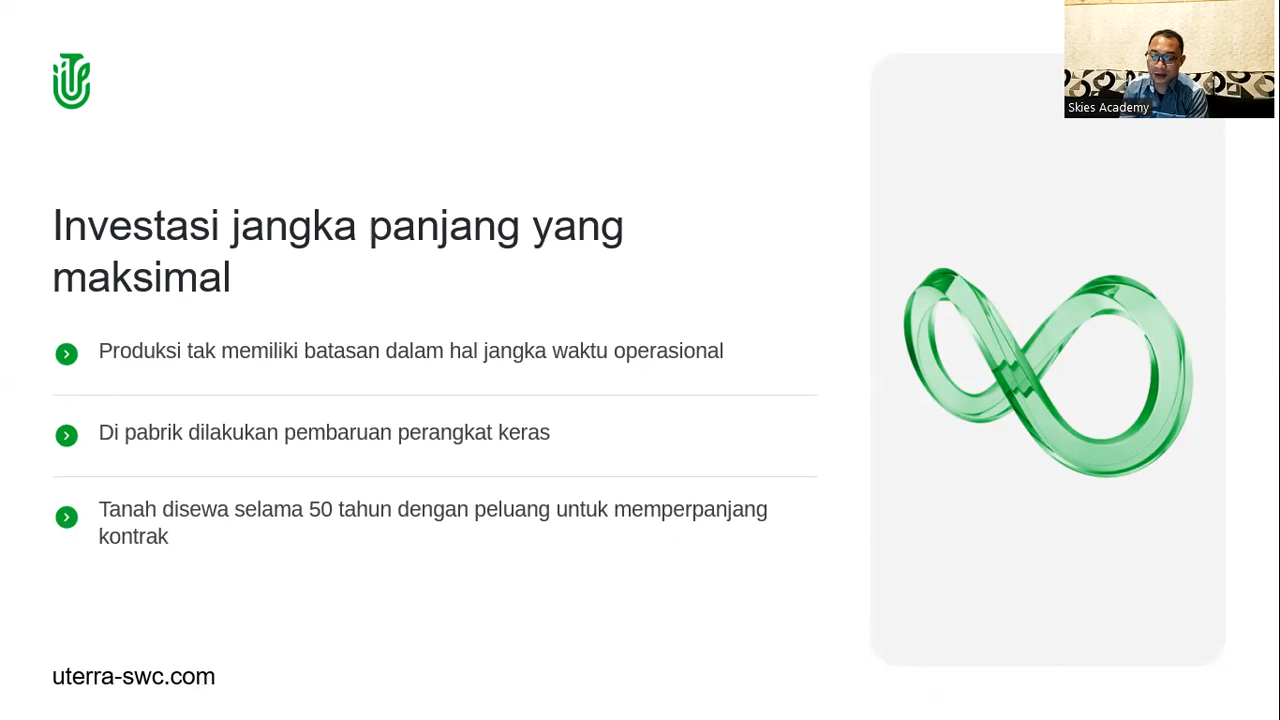 Skies Academy
Investasi jangka panjang yang
maksimal
Produksi tak memiliki batasan dalam hal jangka waktu operasional
Di pabrik dilakukan pembaruan perangkat keras
Tanah disewa selama 50 tahun dengan peluang untuk memperpanjang
kontrak
uterra-swc.com